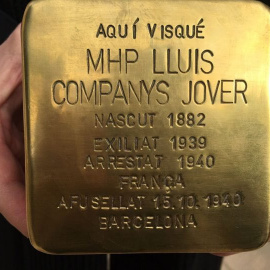 AQUÍ VISQUÉ
MHP LLUIS
COMPANYS JOVER
NASCUT 1882
EXILIAT 1939
ARRESTAT 1940
FRANÇA
AFUSELLAT 15.10.1940
BARCELONA